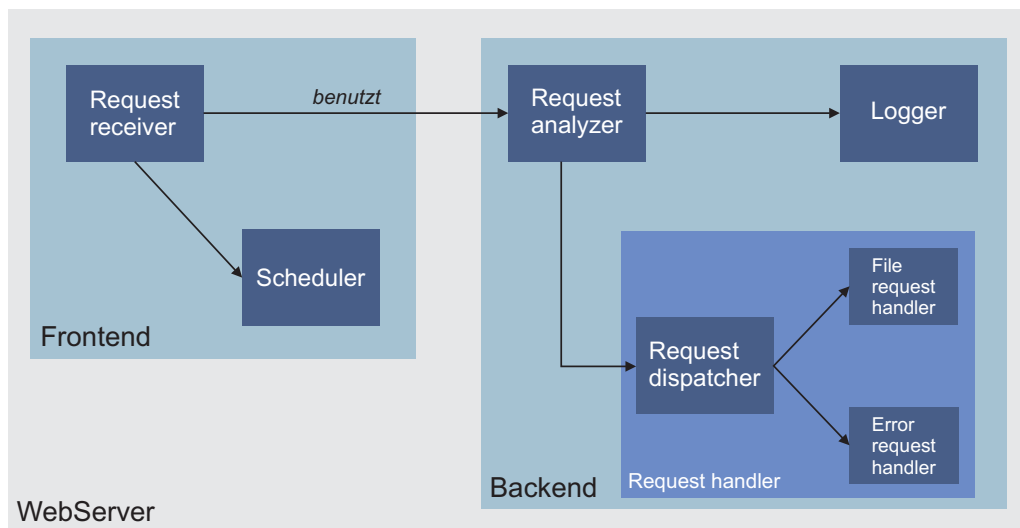 Request
receiver
benutzt
Request
analyzer
Logger
Scheduler
Frontend
File
request
handler
Request
dispatcher
Error
request
handler
Request handler
Backend
WebServer